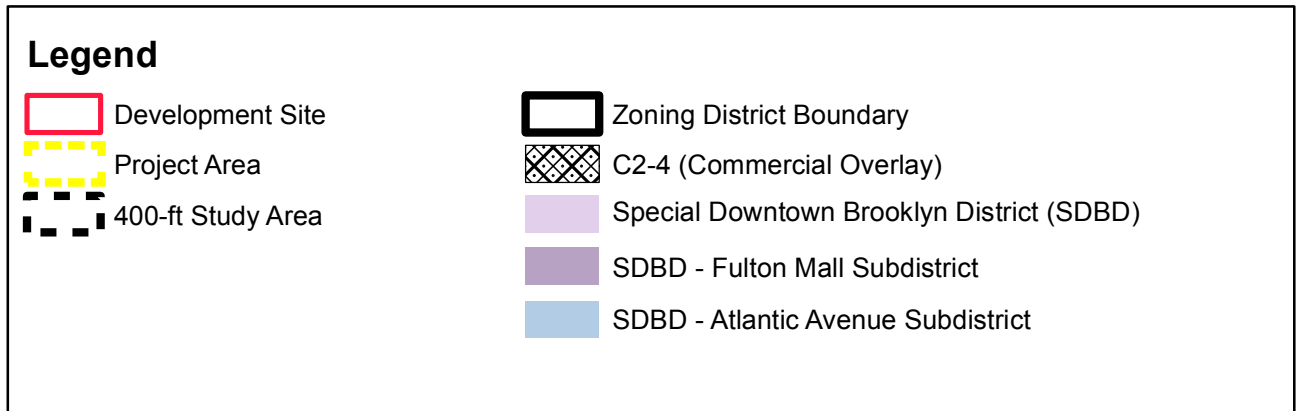 Legend
Development Site
Project Area
400-ft Study Area
Zoning District Boundary
C2-4 (Commercial Overlay)
Special Downtown Brooklyn District (SDBD)
SDBD - Fulton Mall Subdistrict
SDBD - Atlantic Avenue Subdistrict